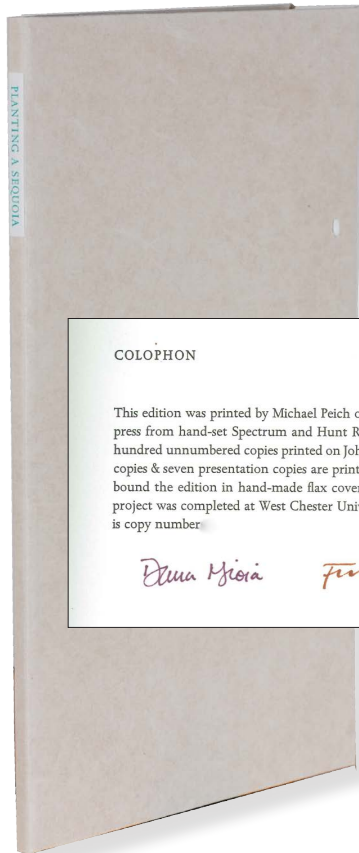 PLANTING A SEQUOIA
COLOPHON
This edition was printed by Michael Peich o
press from hand-set Spectrum and Hunt R
hundred unnumbered copies printed on Joh
copies & seven presentation copies are print
bound the edition in hand-made flax cover
project was completed at West Chester Uni
is copy number
Dana Gioia